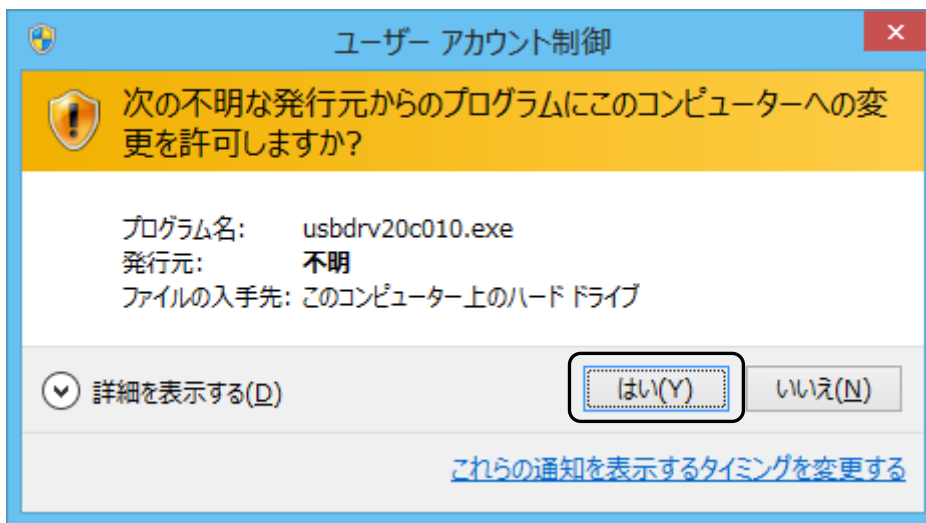 ユーザー アカウント制御
次の不明な発行元からのプログラムにこのコンピューターへの変
更を許可しますか?
プログラム名: usbdrv20c010.exe
発行元: 不明
ファイルの入手先: このコンピューター上のハード ドライブ
詳細を表示する(D) はい(Y) いいえ(N)
これらの通知を表示するタイミングを変更する